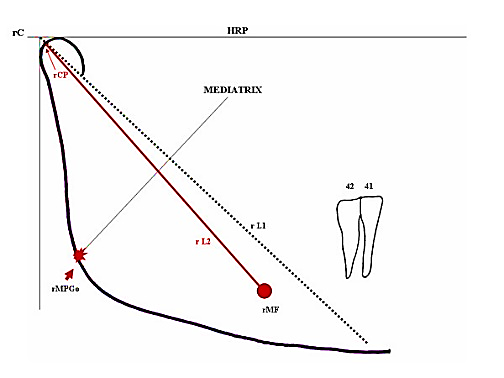 rC
HRP
rCP
MEDIATRIX
42 41
r L1
r L2
rMPGo
rMF